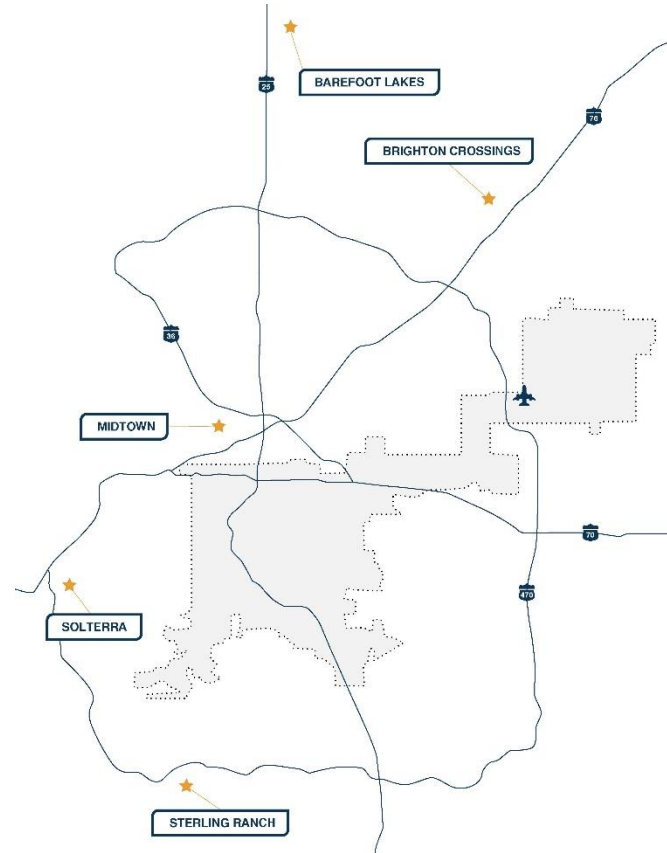 BAREFOOT LAKES
25
76
BRIGHTON CROSSINGS
36
MIDTOWN
70
470
SOLTERRA
STERLING RANCH